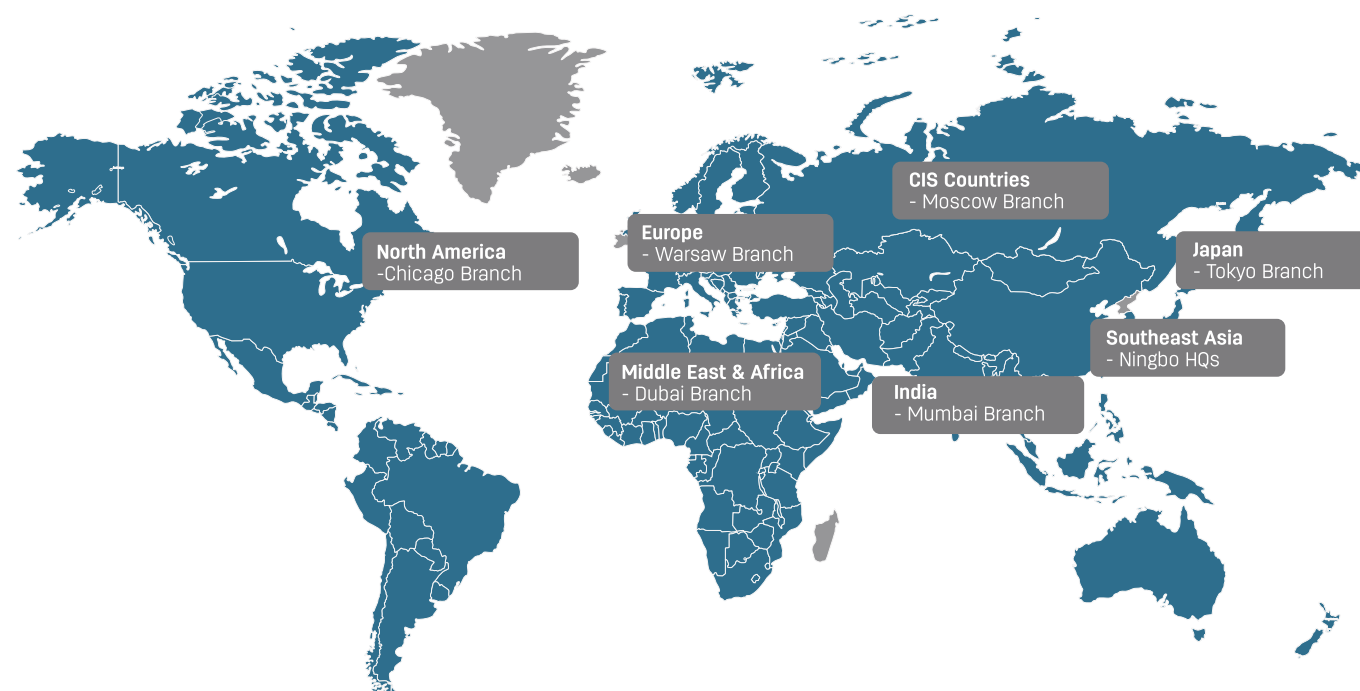 CIS Countries
- Moscow Branch
Europe
- Warsaw Branch
North America
-Chicago Branch
Japan
- Tokyo Branch
Southeast Asia
- Ningbo HQs
Middle East & Africa
- Dubai Branch
India
- Mumbai Branch